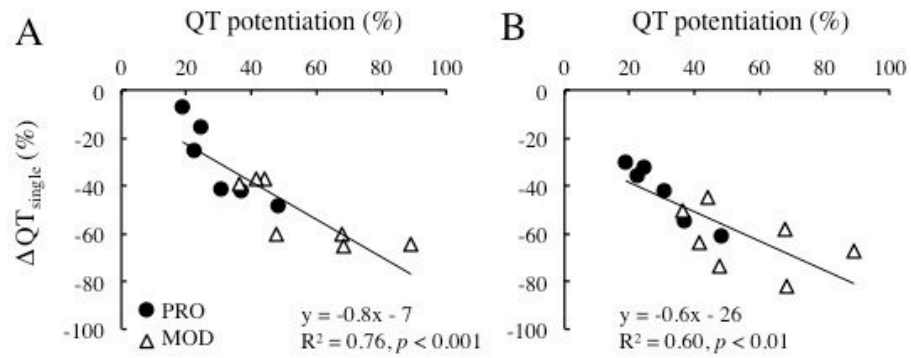 A
QT potentiation (%)
0 20 40 60 80 100
ΔQTsingle (%)
0
-20
-40
-60
-80
-100
PRO
MOD
y = -0.8x - 7
R² = 0.76, p < 0.001
B
QT potentiation (%)
0 20 40 60 80 100
0
-20
-40
-60
-80
-100
y = -0.6x - 26
R² = 0.60, p < 0.01